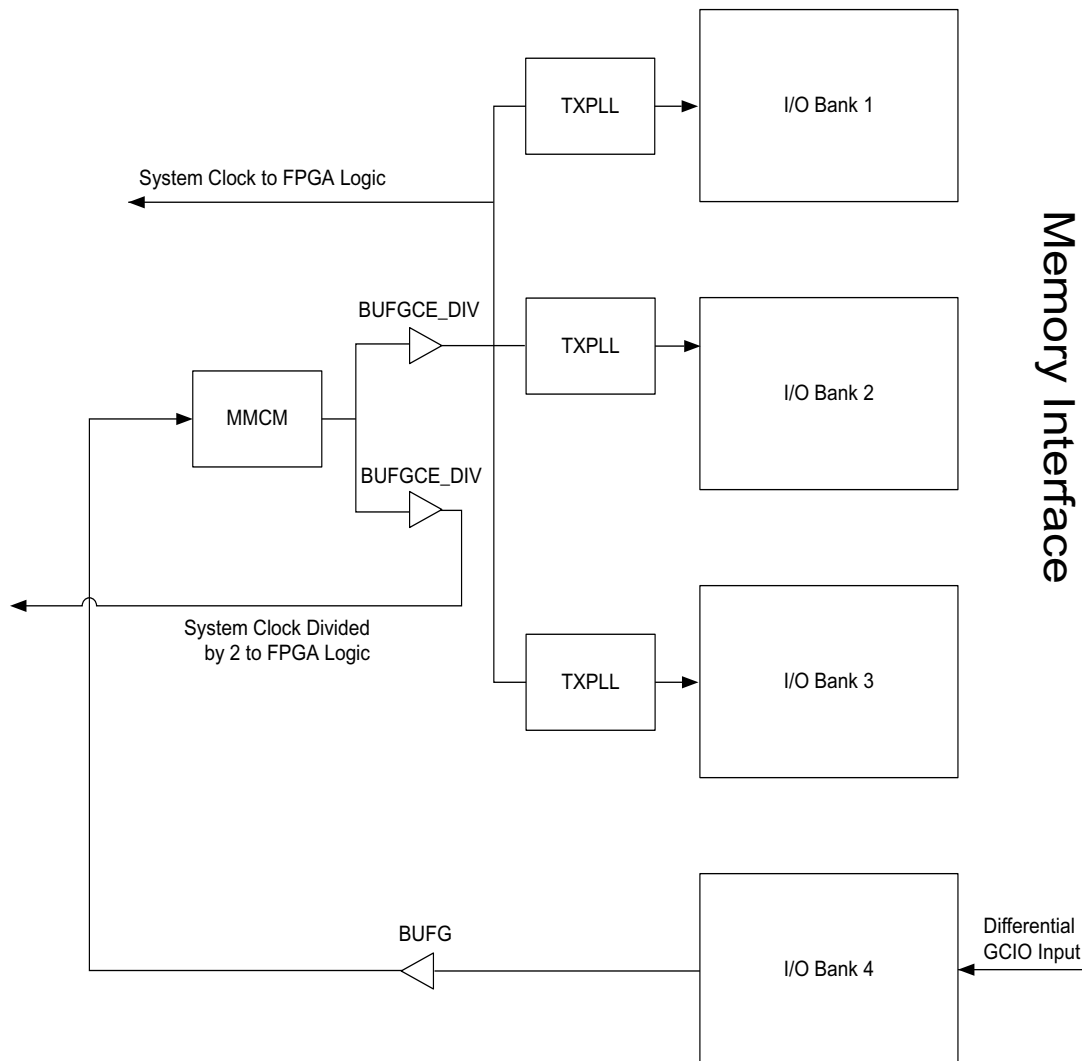 TXPLL
I/O Bank 1
System Clock to FPGA Logic
BUFGCE_DIV
TXPLL
I/O Bank 2
MMCM
BUFGCE_DIV
System Clock Divided
by 2 to FPGA Logic
TXPLL
I/O Bank 3
Memory Interface
BUFG
I/O Bank 4
Differential
GCIO Input